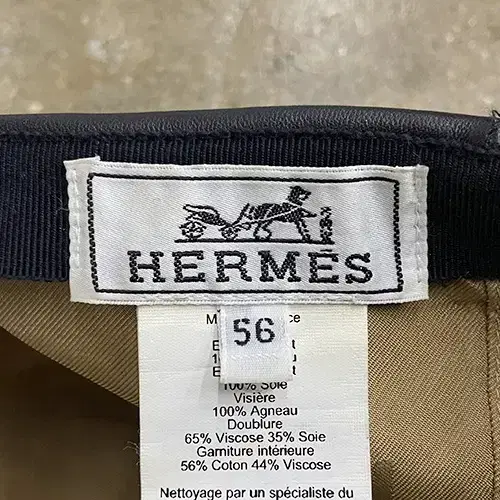 HERMÈS
56
100% Soie
Visière
100% Agneau
Doublure
65% Viscose 35% Soie
Garniture intérieure
56% Coton 44% Viscose
Nettoyage par un spécialiste du